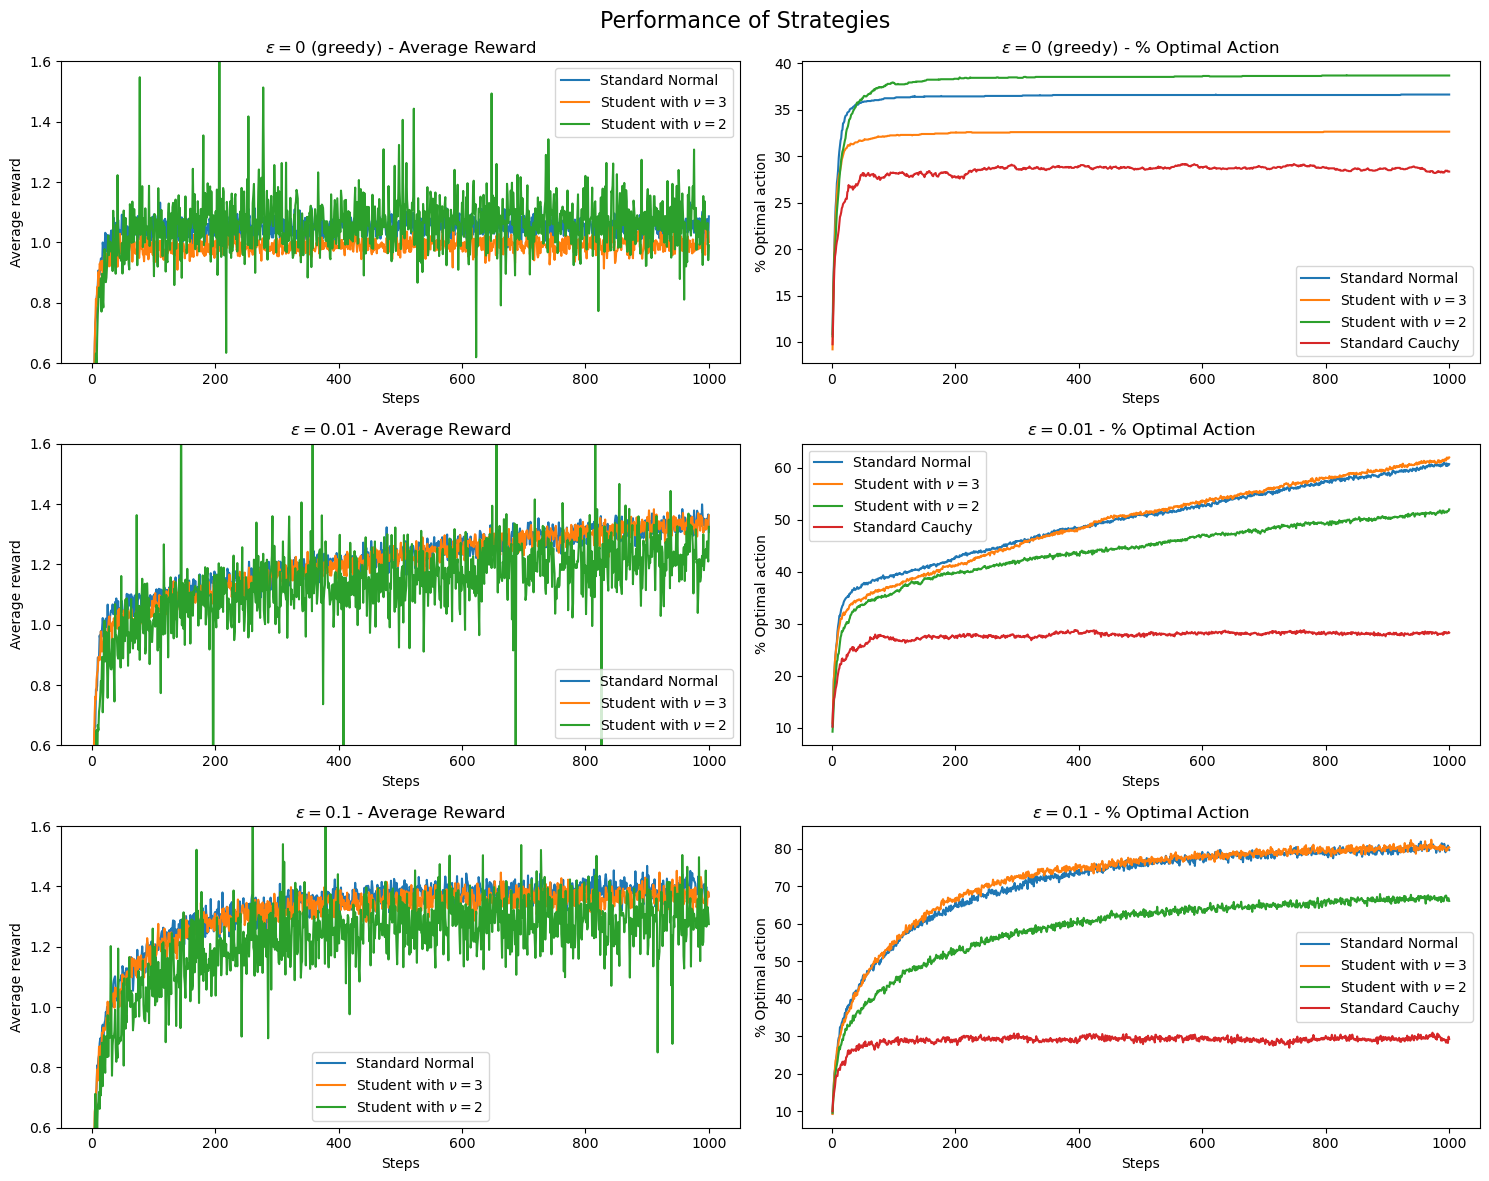 Performance of Strategies
ε = 0 (greedy) - Average Reward
Average reward
1.6
1.4
1.2
1.0
0.8
0.6
Standard Normal
Student with ν = 3
Student with ν = 2
0 200 400 600 800 1000
Steps
ε = 0 (greedy) - % Optimal Action
% Optimal action
40
35
30
25
20
15
10
Standard Normal
Student with ν = 3
Student with ν = 2
Standard Cauchy
0 200 400 600 800 1000
Steps
ε = 0.01 - Average Reward
Average reward
1.6
1.4
1.2
1.0
0.8
0.6
Standard Normal
Student with ν = 3
Student with ν = 2
0 200 400 600 800 1000
Steps
ε = 0.01 - % Optimal Action
% Optimal action
60
50
40
30
20
10
Standard Normal
Student with ν = 3
Student with ν = 2
Standard Cauchy
0 200 400 600 800 1000
Steps
ε = 0.1 - Average Reward
Average reward
1.6
1.4
1.2
1.0
0.8
0.6
Standard Normal
Student with ν = 3
Student with ν = 2
0 200 400 600 800 1000
Steps
ε = 0.1 - % Optimal Action
% Optimal action
80
70
60
50
40
30
20
10
Standard Normal
Student with ν = 3
Student with ν = 2
Standard Cauchy
0 200 400 600 800 1000
Steps